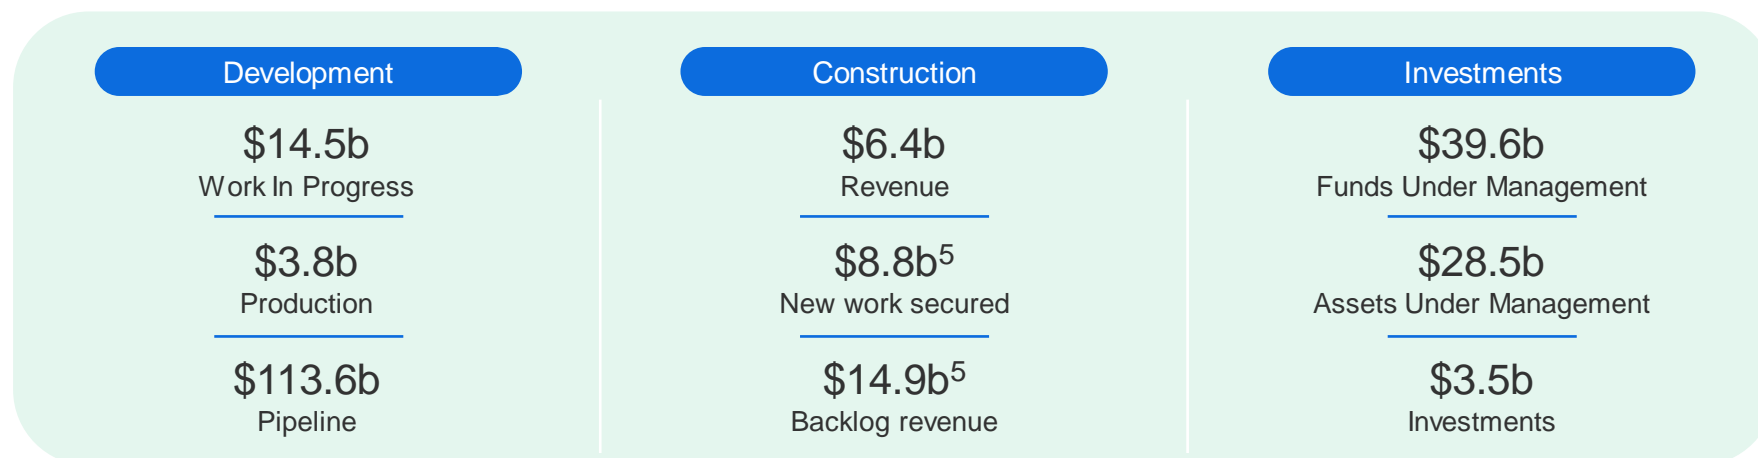 Development
$14.5b
Work In Progress
$3.8b
Production
$113.6b
Pipeline
Construction
$6.4b
Revenue
$8.8b⁵
New work secured
$14.9b⁵
Backlog revenue
Investments
$39.6b
Funds Under Management
$28.5b
Assets Under Management
$3.5b
Investments